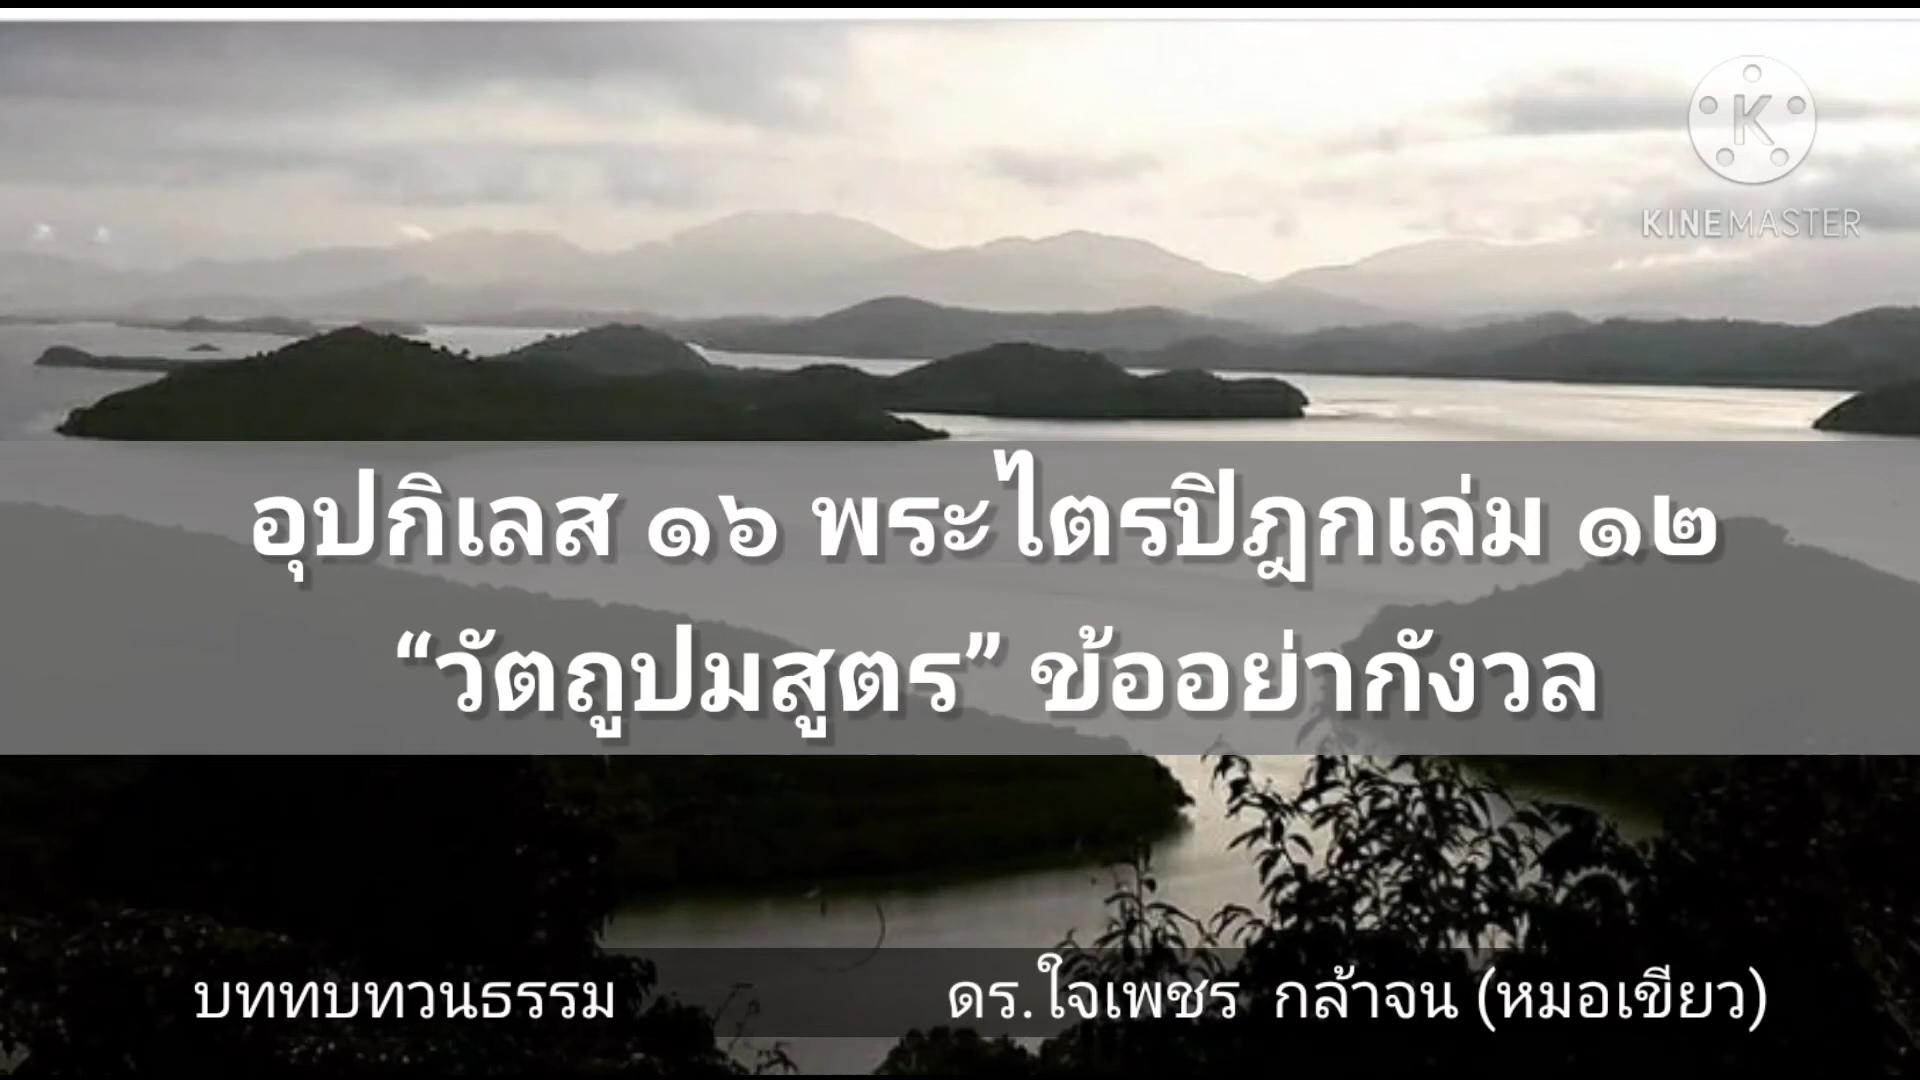 KINEMASTER
อุปกิเลส ๑๖ พระไตรปิฎกเล่ม ๑๒
“วัตถูปมสูตร” ข้ออย่ากังวล
บททบทวนธรรม ดร.ใจเพชร กล้าจน (หมอเขียว)